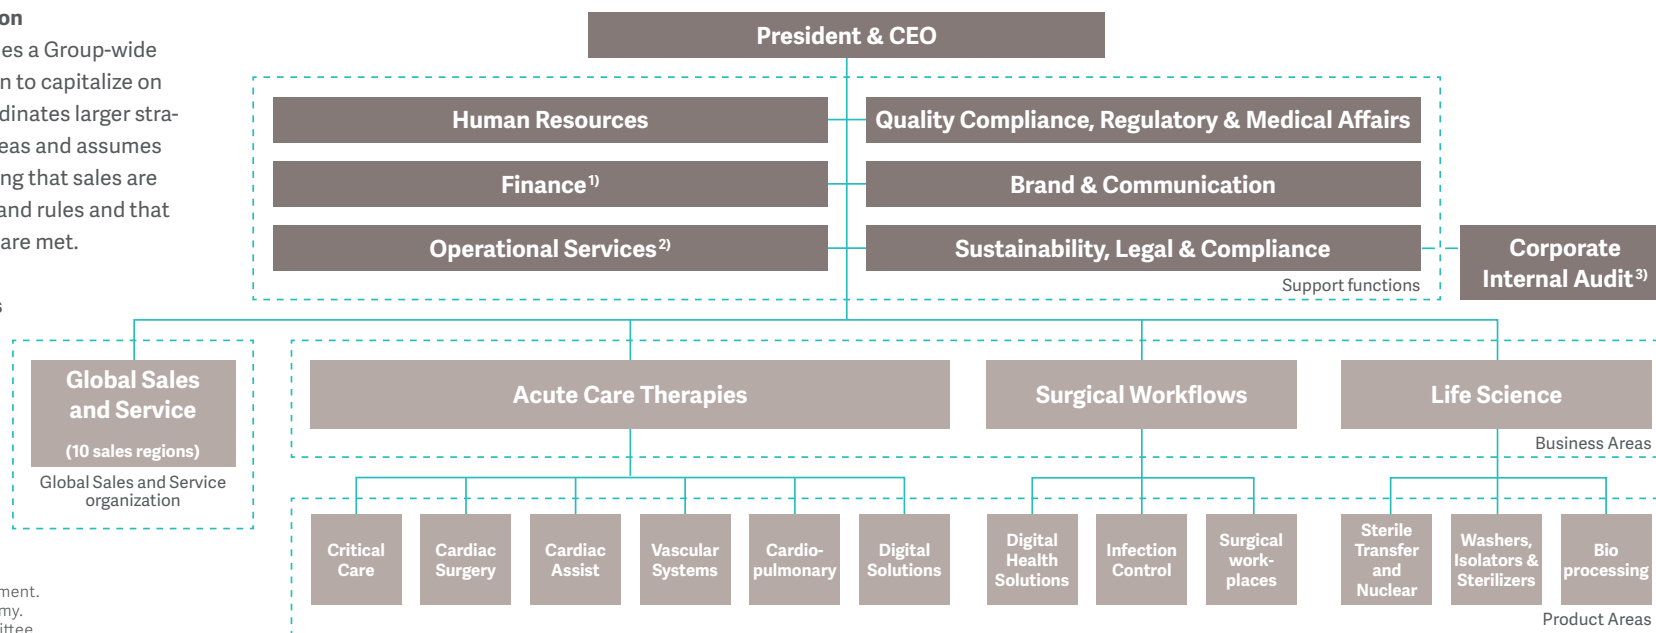 on
es a Group-wide
n to capitalize on
dinates larger stra-
eas and assumes
ng that sales are
and rules and that
are met.
s
ment.
my.
ittee
President & CEO
Human Resources
Quality Compliance, Regulatory & Medical Affairs
Finance 1)
Brand & Communication
Operational Services 2)
Sustainability, Legal & Compliance
Support functions
Corporate
Internal Audit 3)
Global Sales
and Service
(10 sales regions)
Global Sales and Service
organization
Acute Care Therapies
Surgical Workflows
Life Science
Business Areas
Critical
Care
Cardiac
Surgery
Cardiac
Assist
Vascular
Systems
Cardio-
pulmonary
Digital
Solutions
Digital
Health
Solutions
Infection
Control
Surgical
work-
places
Sterile
Transfer
and
Nuclear
Washers,
Isolators &
Sterilizers
Bio
processing
Product Areas